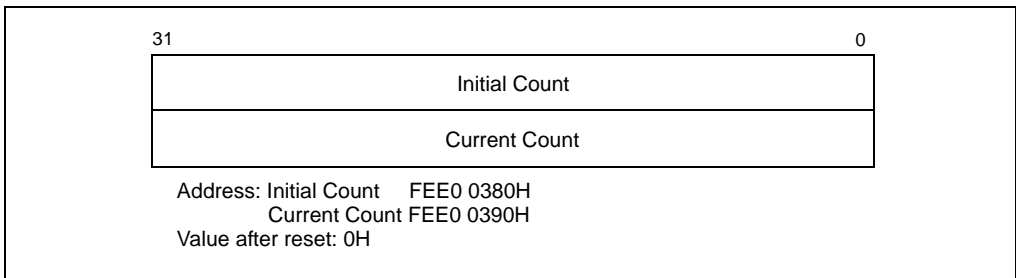 31 0
Initial Count
Current Count
Address: Initial Count FEE0 0380H
Current Count FEE0 0390H
Value after reset: 0H